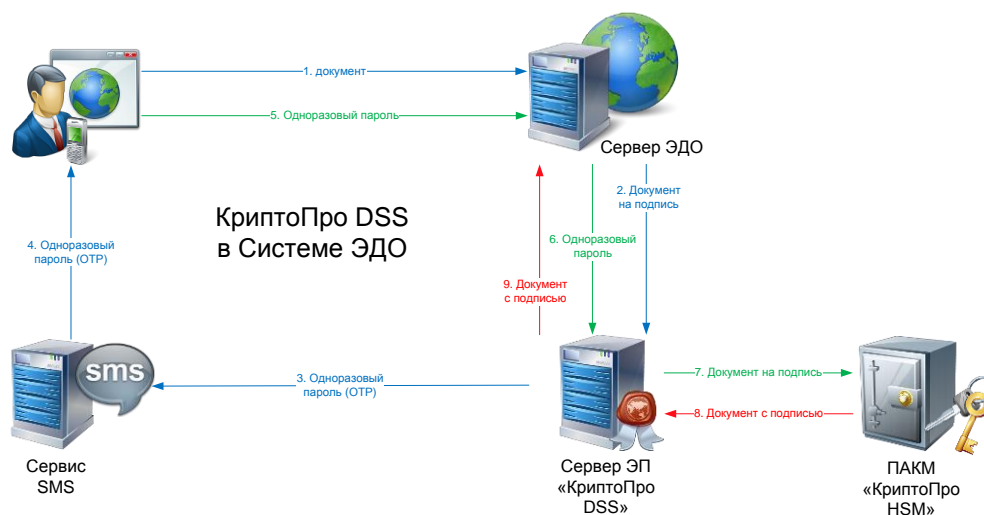 1. документ
5. Одноразовый пароль
Сервер ЭДО
2. Документ
на подпись
КриптоПро DSS
в Системе ЭДО
4. Одноразовый
пароль (OTP)
6. Одноразовый
пароль
9. Документ
с подписью
sms
3. Одноразовый
пароль (OTP)
7. Документ на подпись
8. Документ с подписью
Сервис
SMS
Сервер ЭП
«КриптоПро
DSS»
ПАКМ
«КриптоПро
HSM»